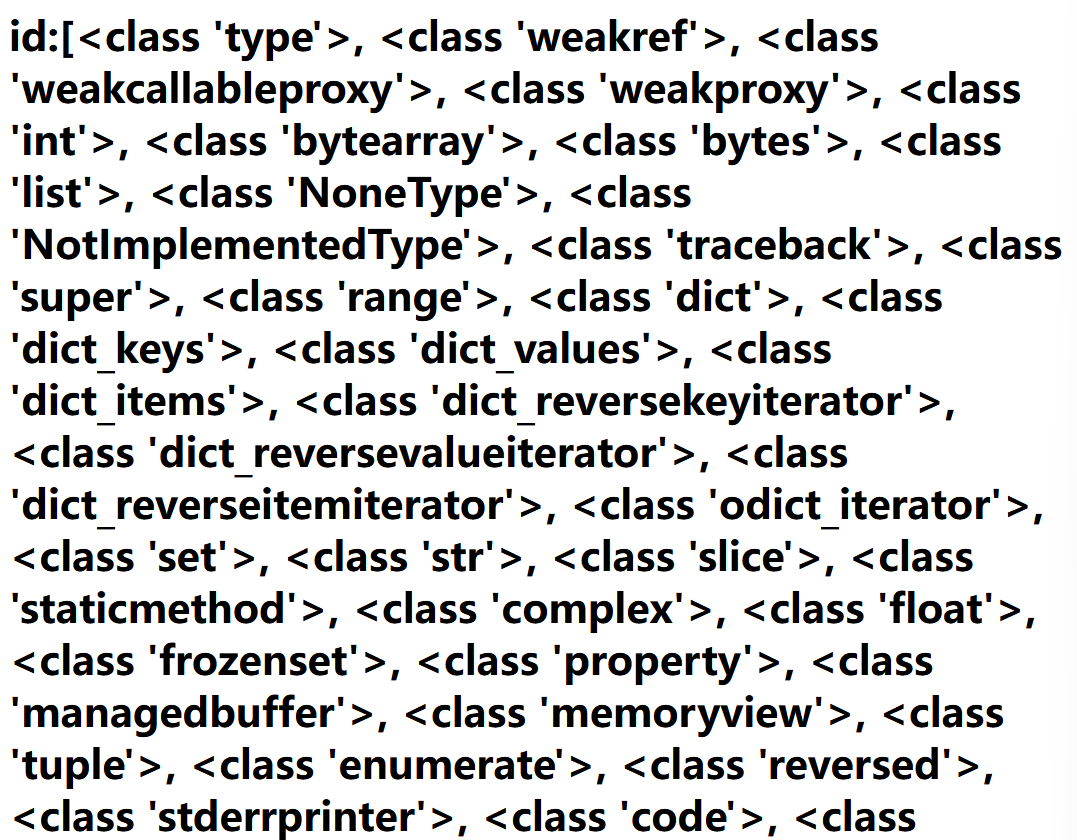 id:[<class 'type'>, <class 'weakref'>, <class
'weakcallableproxy'>, <class 'weakproxy'>, <class
'int'>, <class 'bytearray'>, <class 'bytes'>, <class
'list'>, <class 'NoneType'>, <class
'NotImplementedType'>, <class 'traceback'>, <class
'super'>, <class 'range'>, <class 'dict'>, <class
'dict_keys'>, <class 'dict_values'>, <class
'dict_items'>, <class 'dict_reversekeyiterator'>,
<class 'dict_reversevalueiterator'>, <class
'dict_reverseitemiterator'>, <class 'odict_iterator'>,
<class 'set'>, <class 'str'>, <class 'slice'>, <class
'staticmethod'>, <class 'complex'>, <class 'float'>,
<class 'frozenset'>, <class 'property'>, <class
'managedbuffer'>, <class 'memoryview'>, <class
'tuple'>, <class 'enumerate'>, <class 'reversed'>,
<class 'stderrprinter'>, <class 'code'>, <class